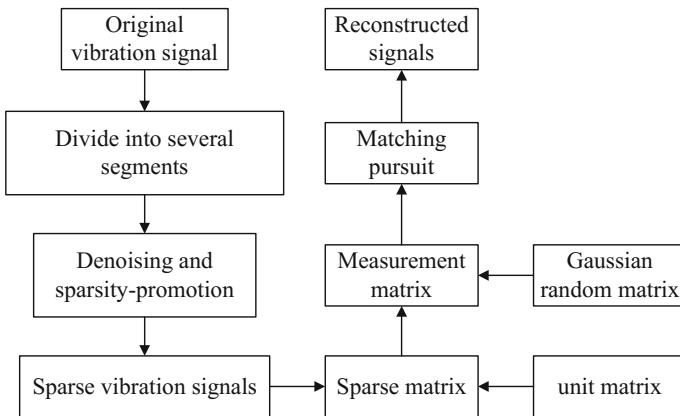 Original
vibration signal
Divide into several
segments
Denoising and
sparsity-promotion
Sparse vibration signals
Reconstructed
signals
Matching
pursuit
Measurement
matrix
Sparse matrix
Gaussian
random matrix
unit matrix